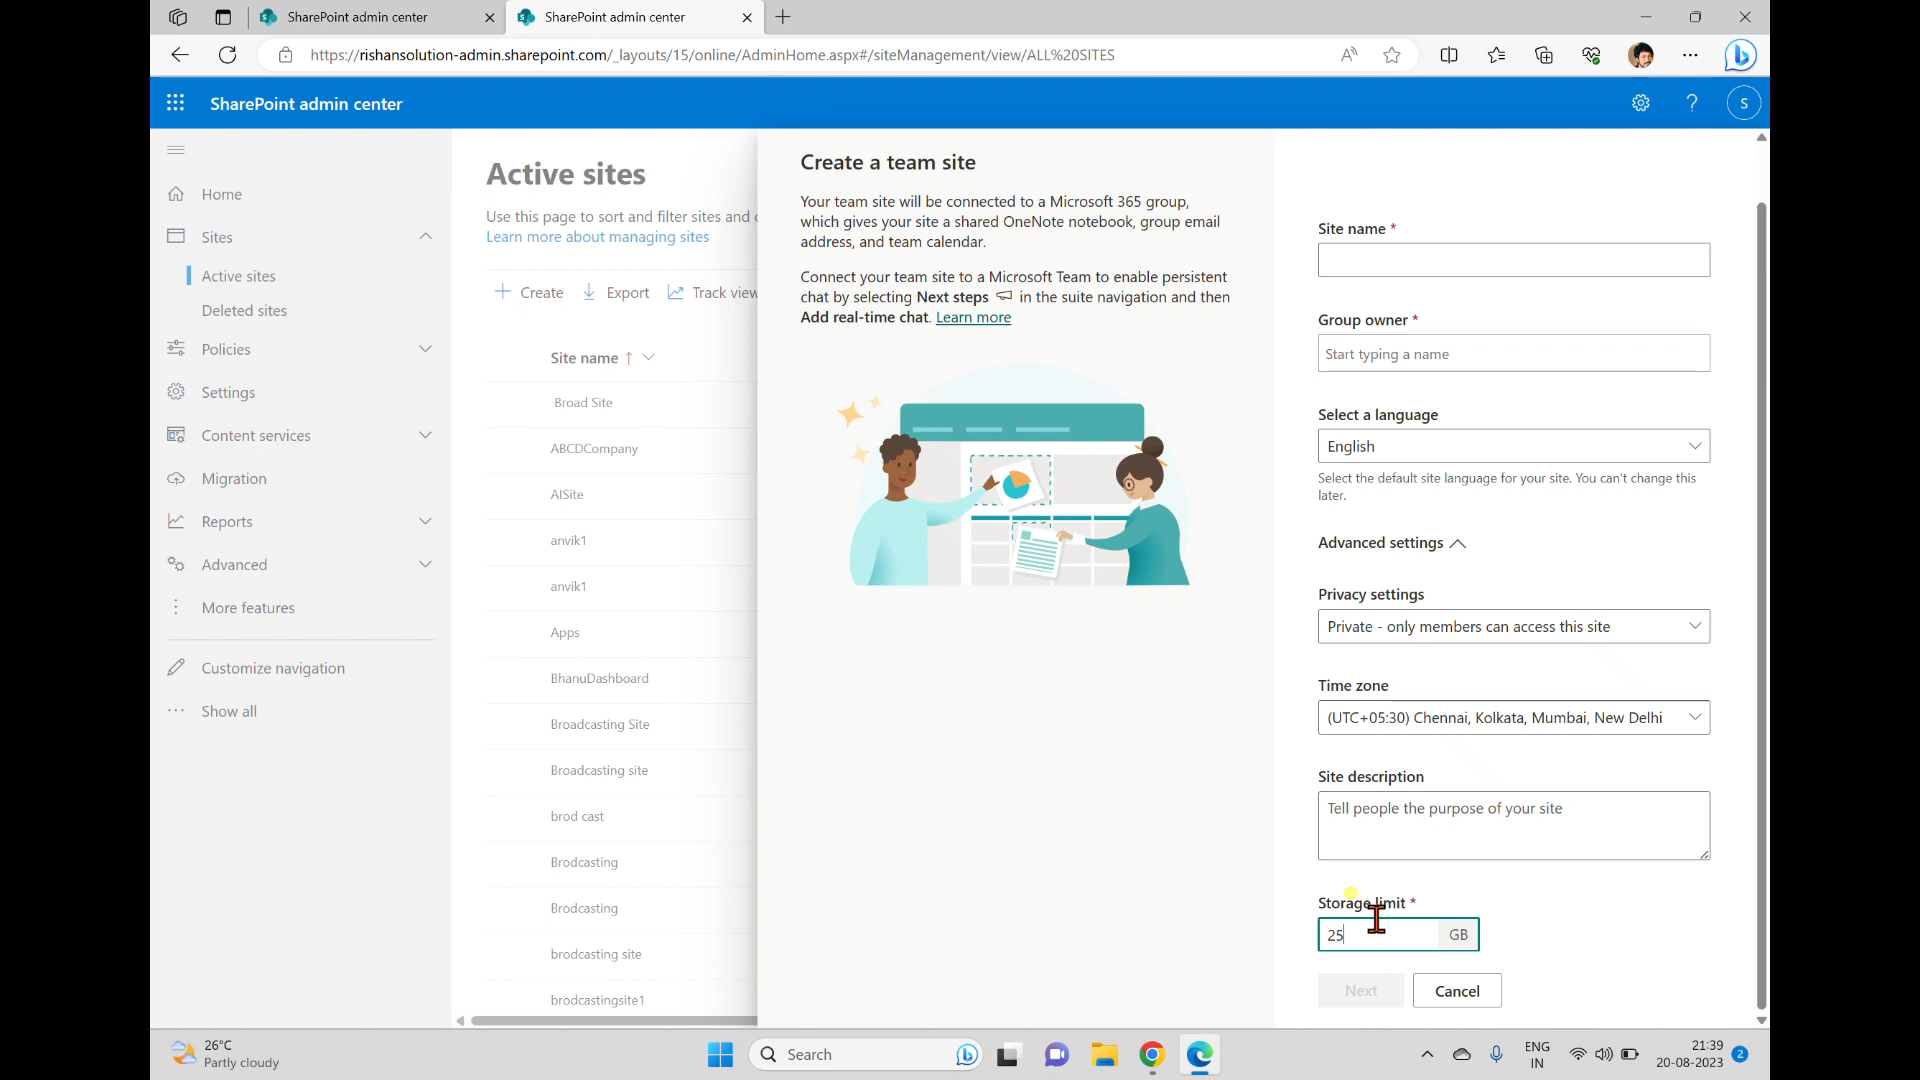 SharePoint admin center
SharePoint admin center
https://rishansolution-admin.sharepoint.com/_layouts/15/online/AdminHome.aspx#/siteManagement/view/ALL%20SITES
SharePoint admin center
S
Home
Sites
Active sites
Deleted sites
Policies
Settings
Content services
Migration
Reports
Advanced
More features
Customize navigation
Show all
Active sites
Use this page to sort and filter sites and
Learn more about managing sites
Create
Export
Track view
Site name
Broad Site
ABCDCompany
AlSite
anvik1
anvik1
Apps
BhanuDashboard
Broadcasting Site
Broadcasting site
brod cast
Brodcasting
Brodcasting
brodcasting site
brodcastingsite1
Create a team site
Your team site will be connected to a Microsoft 365 group,
which gives your site a shared OneNote notebook, group email
address, and team calendar.
Connect your team site to a Microsoft Team to enable persistent
chat by selecting Next steps in the suite navigation and then
Add real-time chat. Learn more
Site name *
Group owner *
Start typing a name
Select a language
English
Select the default site language for your site. You can't change this
later.
Advanced settings
Privacy settings
Private - only members can access this site
Time zone
(UTC+05:30) Chennai, Kolkata, Mumbai, New Delhi
Site description
Tell people the purpose of your site
Storage limit *
25
GB
Next
Cancel
26°C
Partly cloudy
Search
ENG
IN
21:39
20-08-2023
2